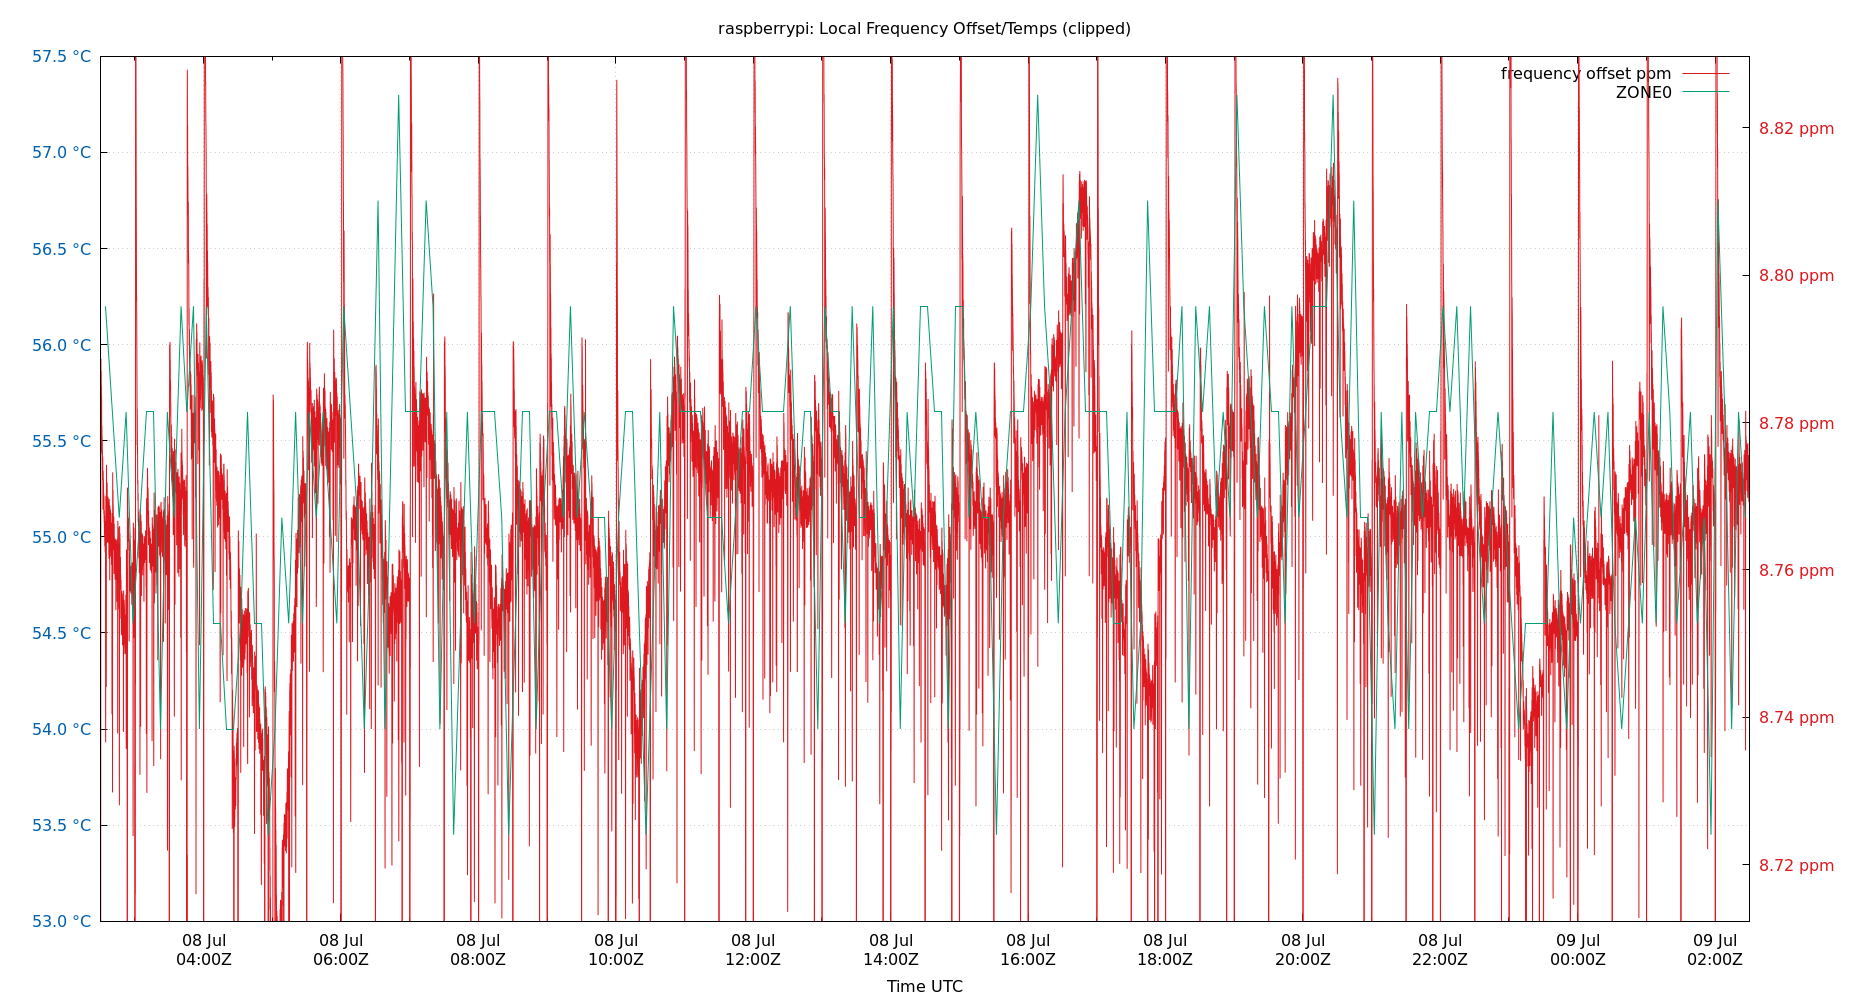 raspberrypi: Local Frequency Offset/Temps (clipped)
57.5 °C
57.0 °C
56.5 °C
56.0 °C
55.5 °C
55.0 °C
54.5 °C
54.0 °C
53.5 °C
53.0 °C
frequency offset ppm
ZONE0
8.82 ppm
8.80 ppm
8.78 ppm
8.76 ppm
8.74 ppm
8.72 ppm
08 Jul 08 Jul 08 Jul 08 Jul 08 Jul 08 Jul 08 Jul 08 Jul 08 Jul 08 Jul 09 Jul 09 Jul
04:00Z 06:00Z 08:00Z 10:00Z 12:00Z 14:00Z 16:00Z 18:00Z 20:00Z 22:00Z 00:00Z 02:00Z
Time UTC